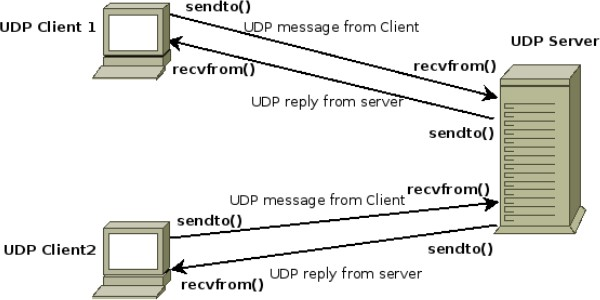 sendto()
UDP Client 1
UDP message from Client
UDP Server
recvfrom()
recvfrom()
UDP reply from server
sendto()
recvfrom()
UDP message from Client
sendto()
UDP Client2
sendto()
UDP reply from server
recvfrom()